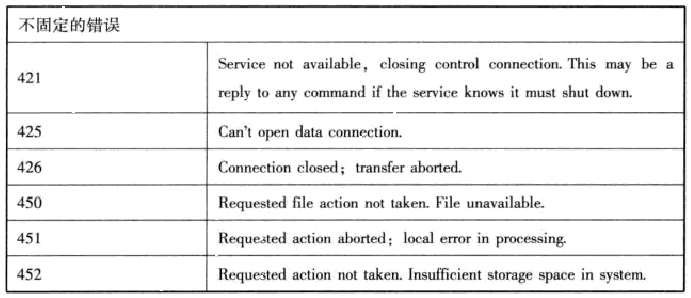 不固定的错误
421
Service not available, closing control connection. This may be a
reply to any command if the service knows it must shut down.
425
Can't open data connection.
426
Connection closed; transfer aborted.
450
Requested file action not taken. File unavailable.
451
Requested action aborted; local error in processing.
452
Requested action not taken. Insufficient storage space in system.